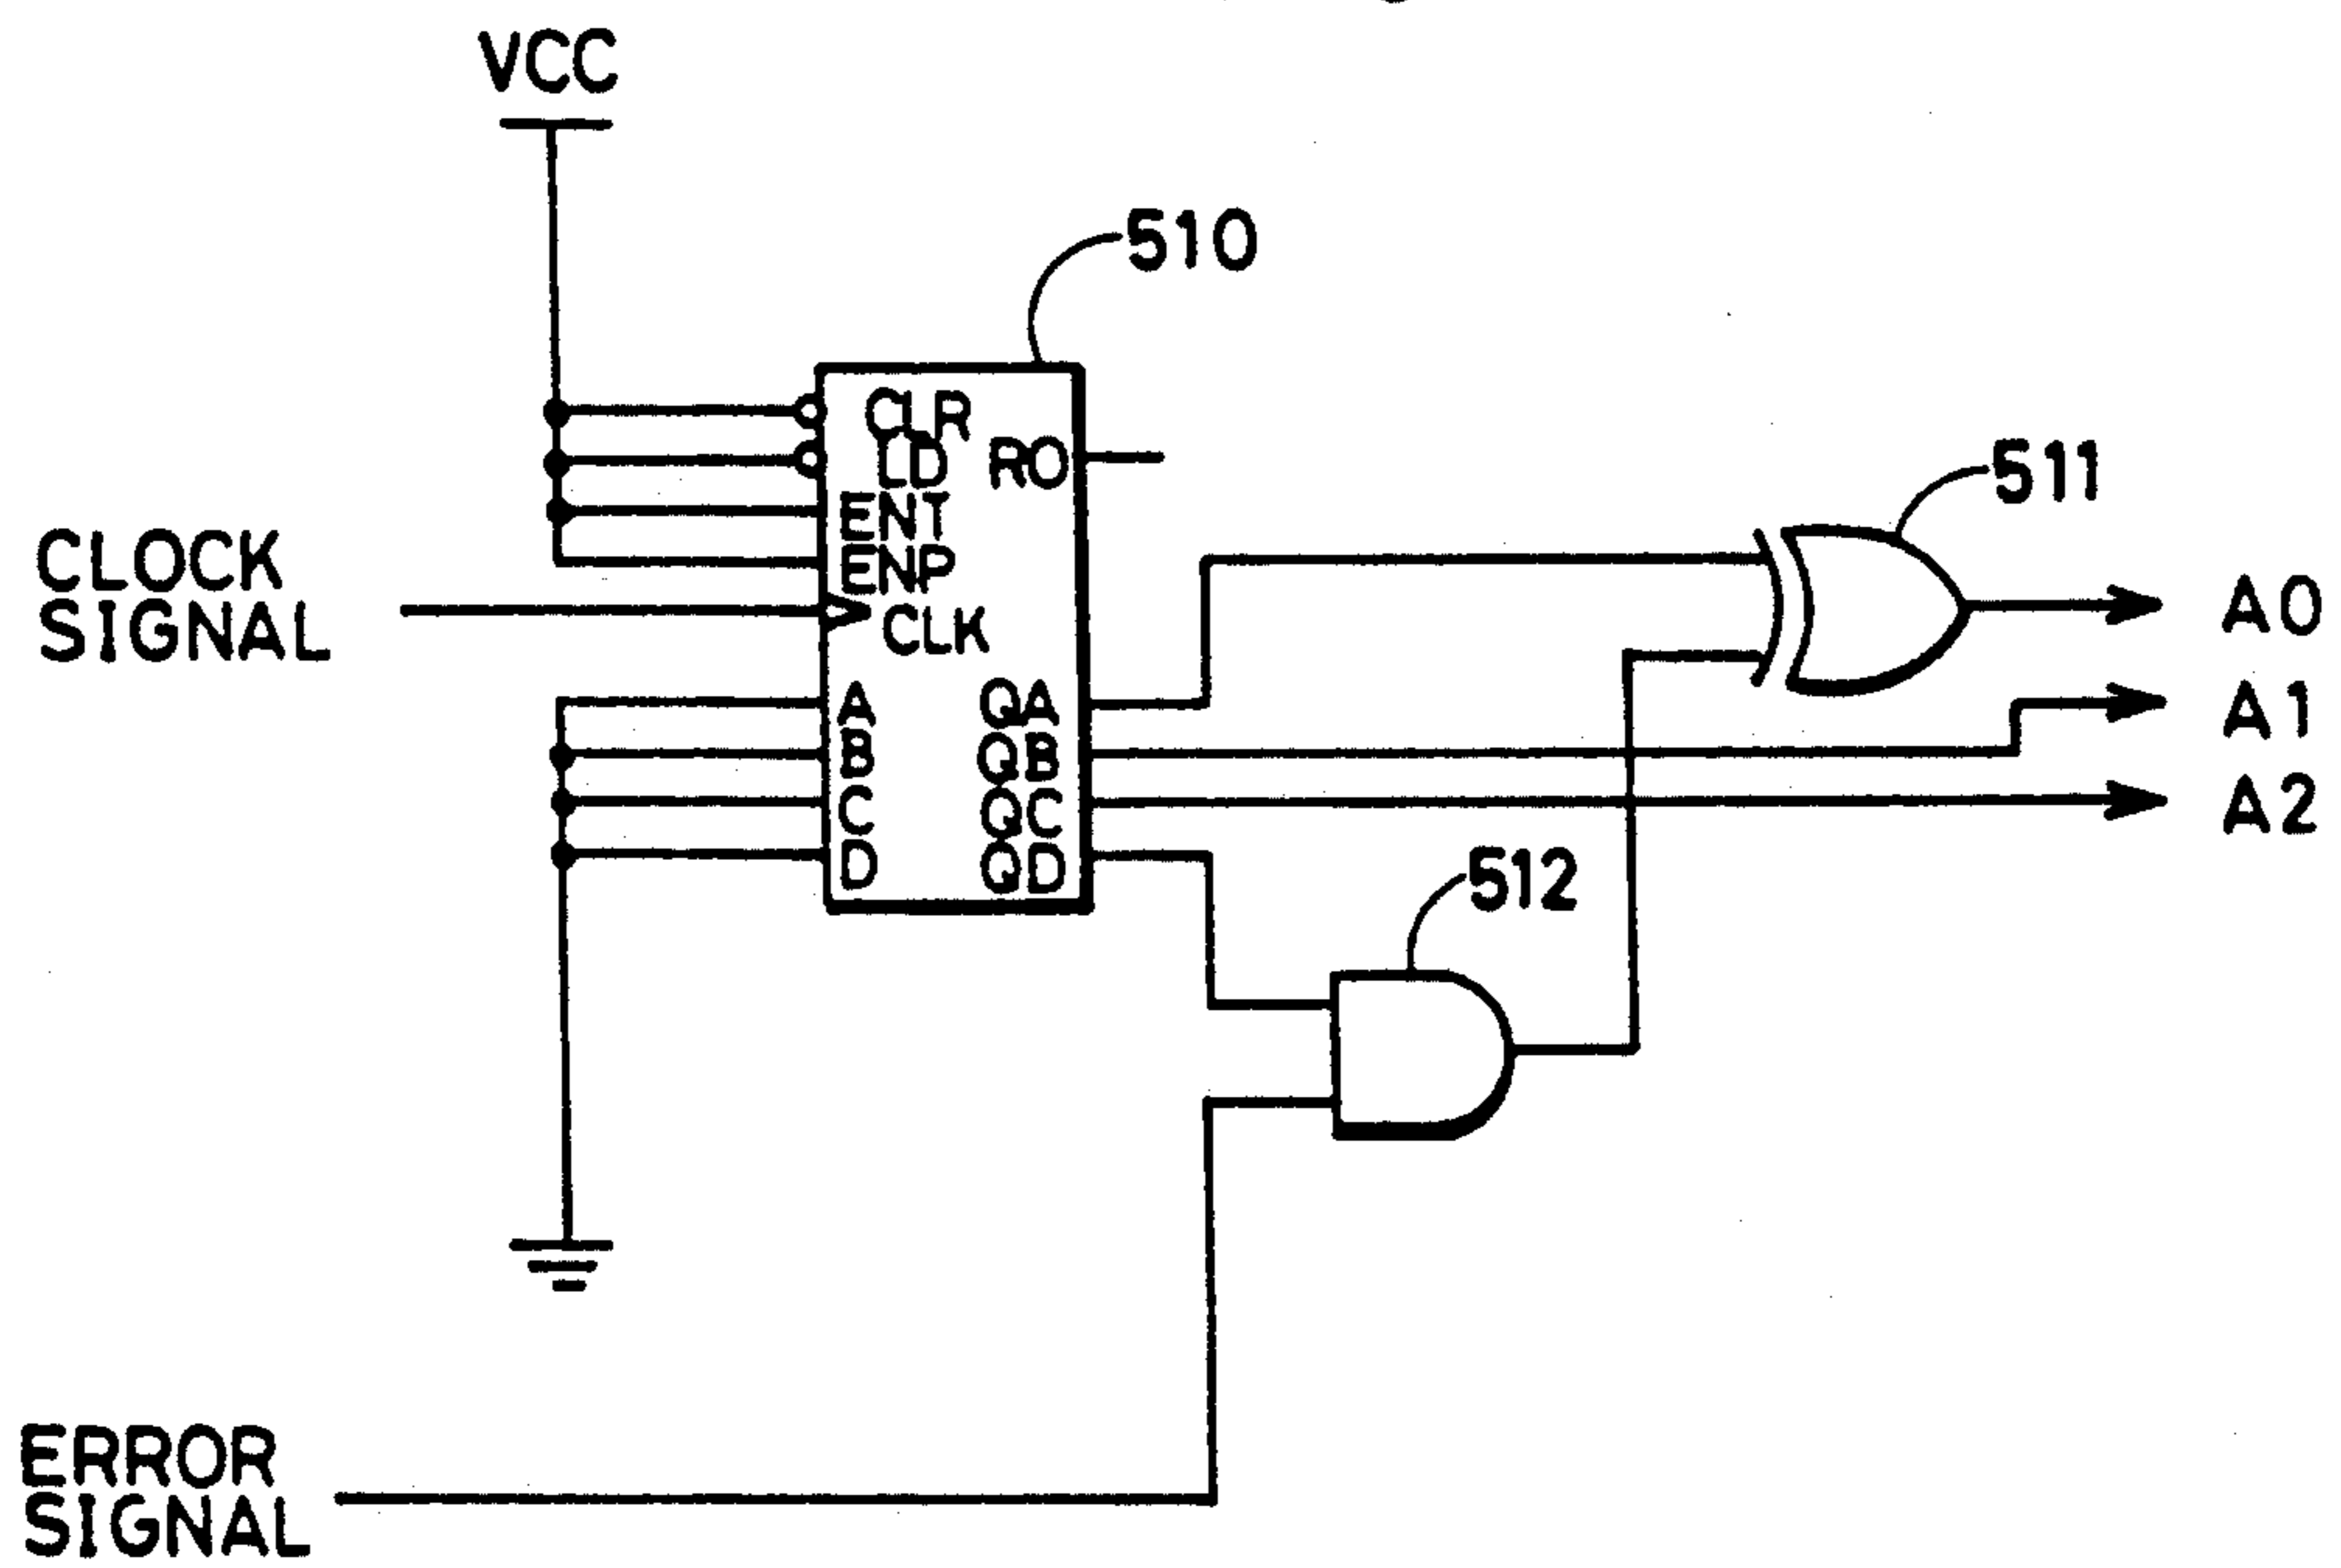 VCC
510
CLR
LD RO
511
ENT
ENP
CLOCK
SIGNAL
CLK
A0
A QA
A1
B QB
C QC
A2
D QD
512
ERROR
SIGNAL